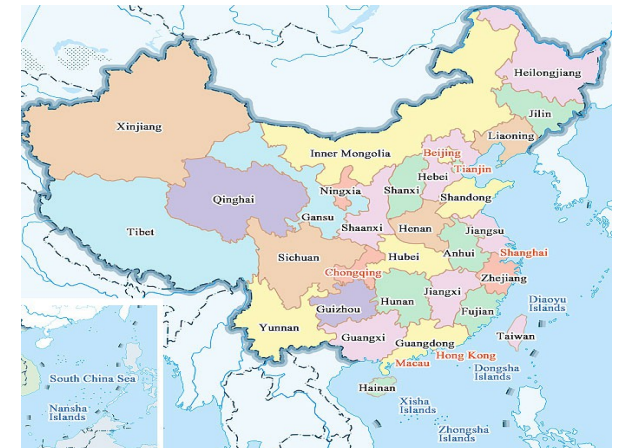 Heilongjiang
Jilin
Liaoning
Xinjiang
Inner Mongolia
Beijing
Tianjin
Hebei
Ningxia
Shanxi
Shandong
Qinghai
Gansu
Shaanxi
Henan
Jiangsu
Tibet
Sichuan
Hubei
Anhui
Shanghai
Chongqing
Zhejiang
Hunan
Jiangxi
Guizhou
Fujian
Diaoyu
Islands
Yunnan
Guangxi
Guangdong
Taiwan
Hong Kong
Macau
Dongsha
Islands
Hainan
South China Sea
Xisha
Islands
Nansha
Islands
Zhongsha
Islands